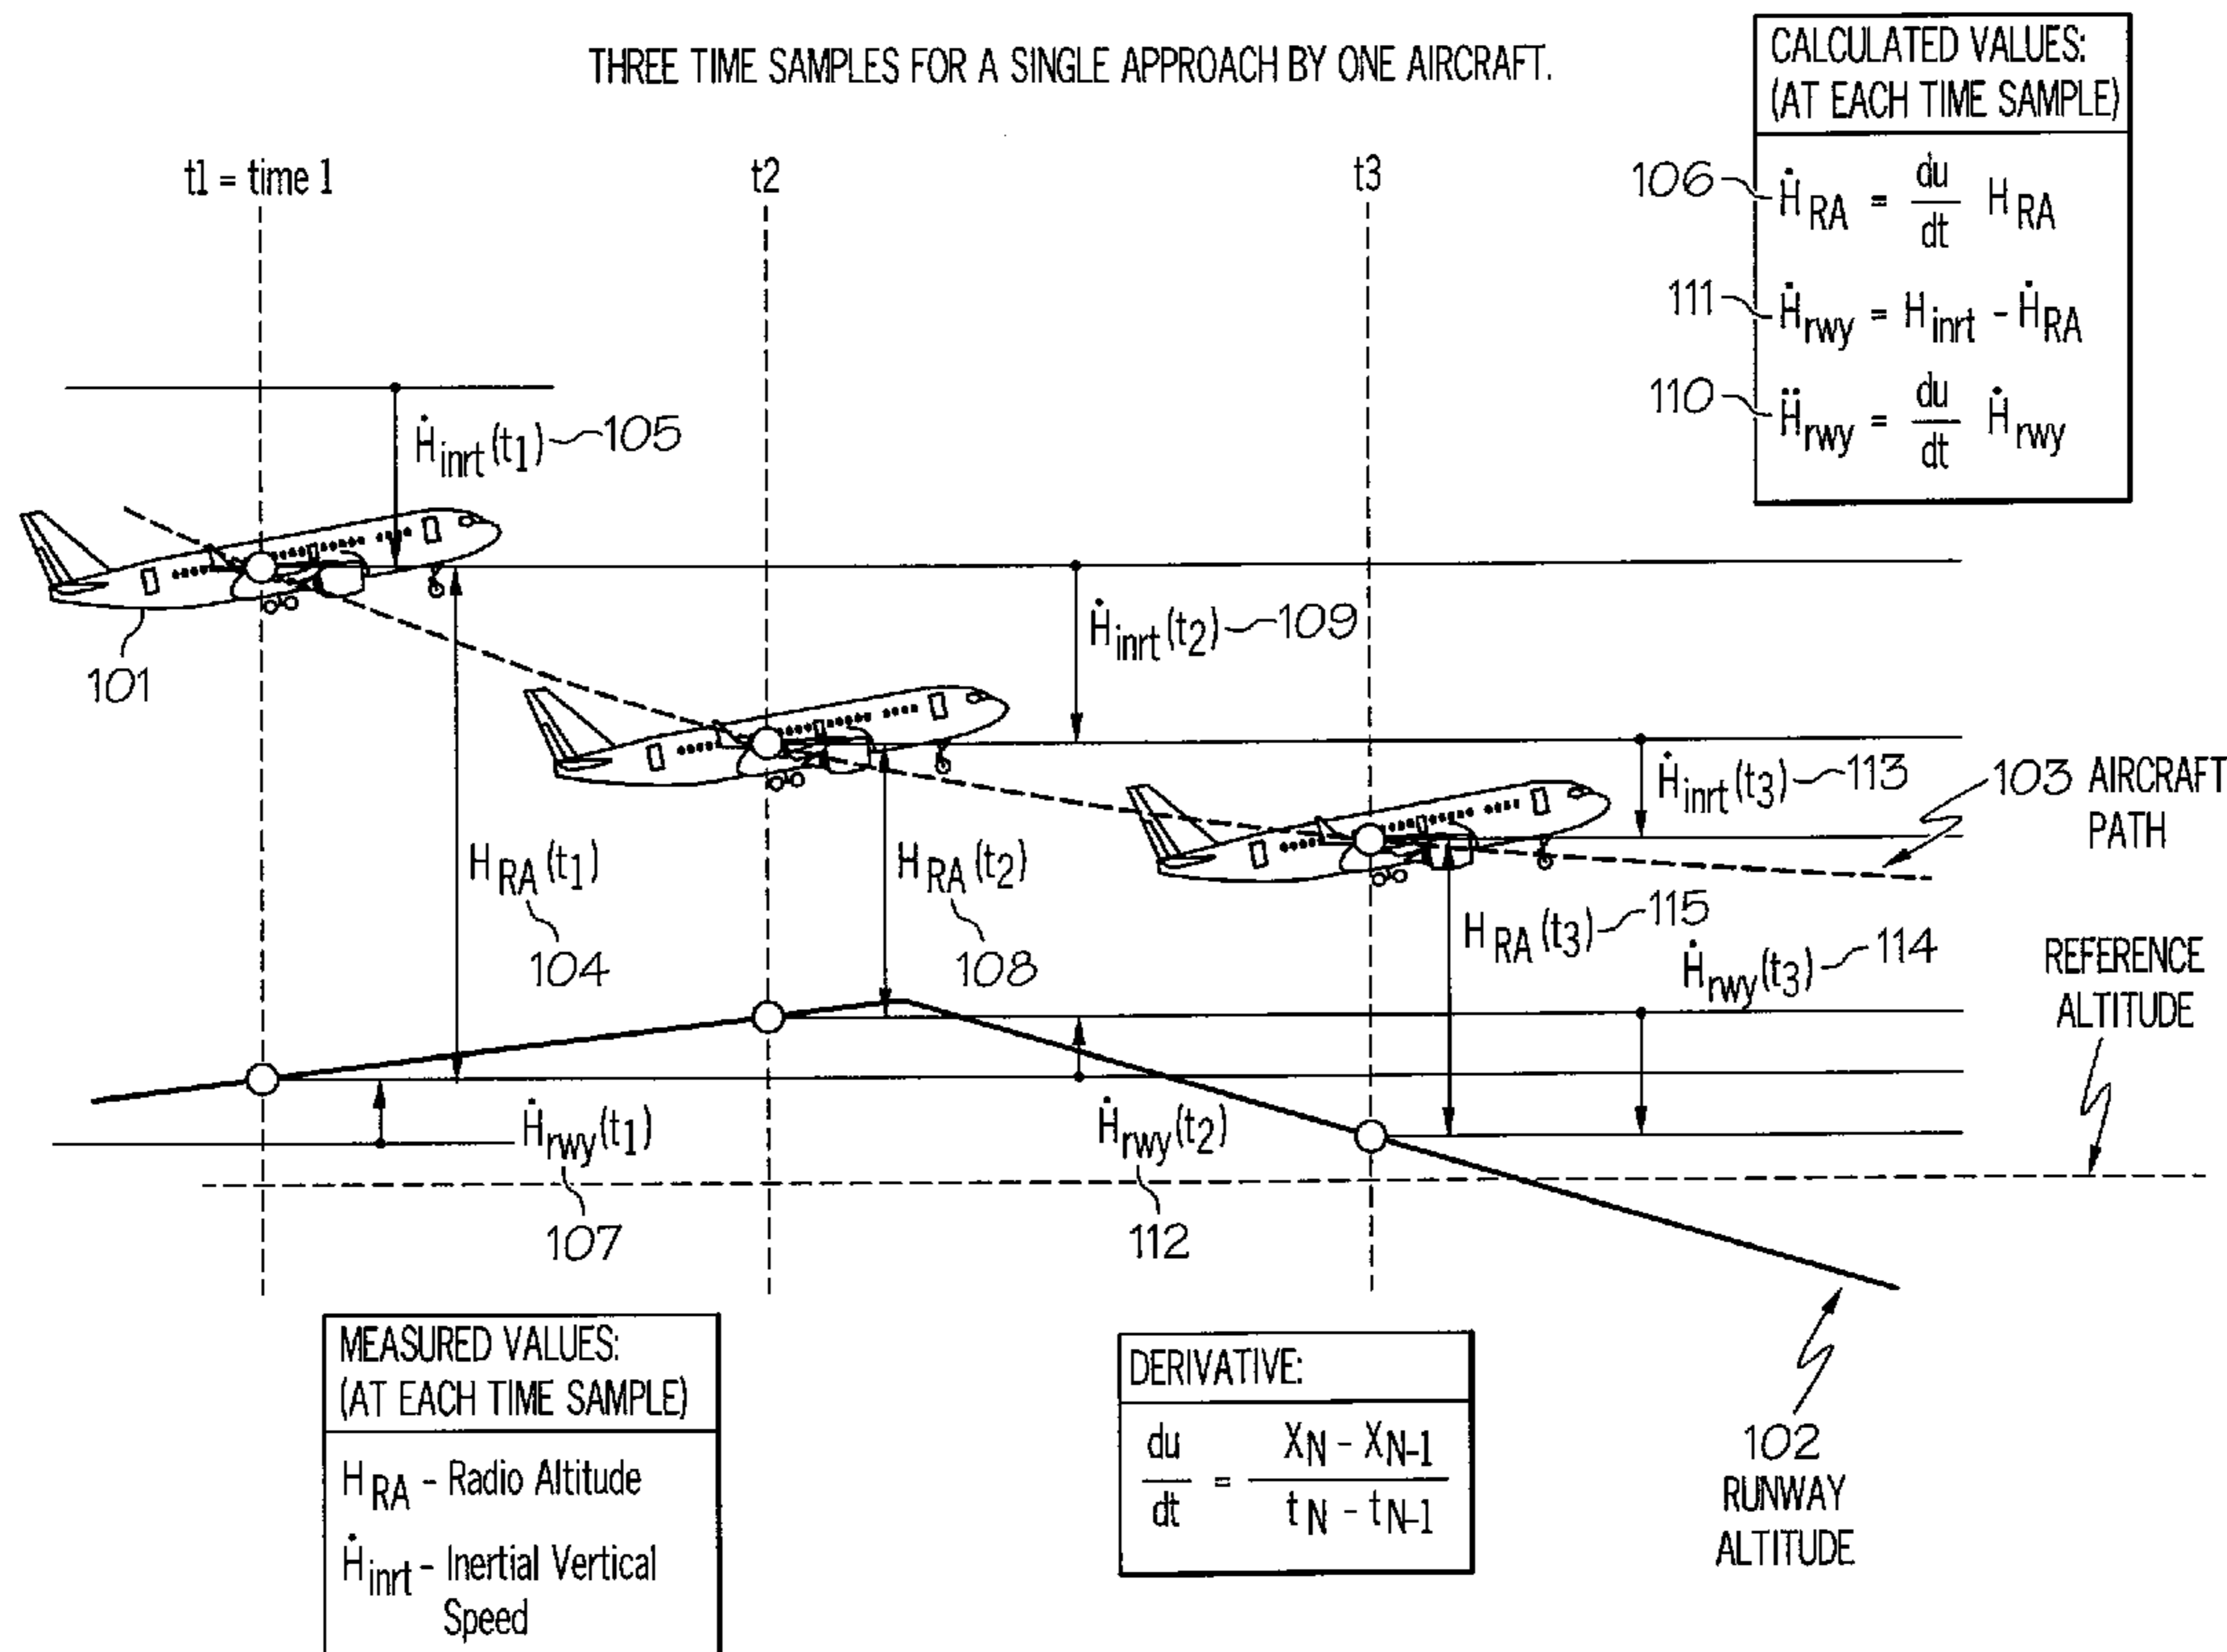 THREE TIME SAMPLES FOR A SINGLE APPROACH BY ONE AIRCRAFT.
CALCULATED VALUES:
(AT EACH TIME SAMPLE)
106 Ḣ RA = du/dt H RA
111 Ḣ rwy = H inrt - Ḣ RA
110 Ḧ rwy = du/dt Ḣ rwy
t1 = time 1
t2
t3
Ḣ inrt (t1) 105
101
Ḣ inrt (t2) 109
Ḣ inrt (t3) 113
103 AIRCRAFT
PATH
H RA (t1)
104
H RA (t2)
108
H RA (t3) 115
Ḣ rwy (t3) 114
REFERENCE
ALTITUDE
Ḣ rwy (t1)
107
Ḣ rwy (t2)
112
102
RUNWAY
ALTITUDE
MEASURED VALUES:
(AT EACH TIME SAMPLE)
H RA - Radio Altitude
Ḣ inrt - Inertial Vertical
Speed
DERIVATIVE:
du/dt = (X N - X N-1)/(t N - t N-1)